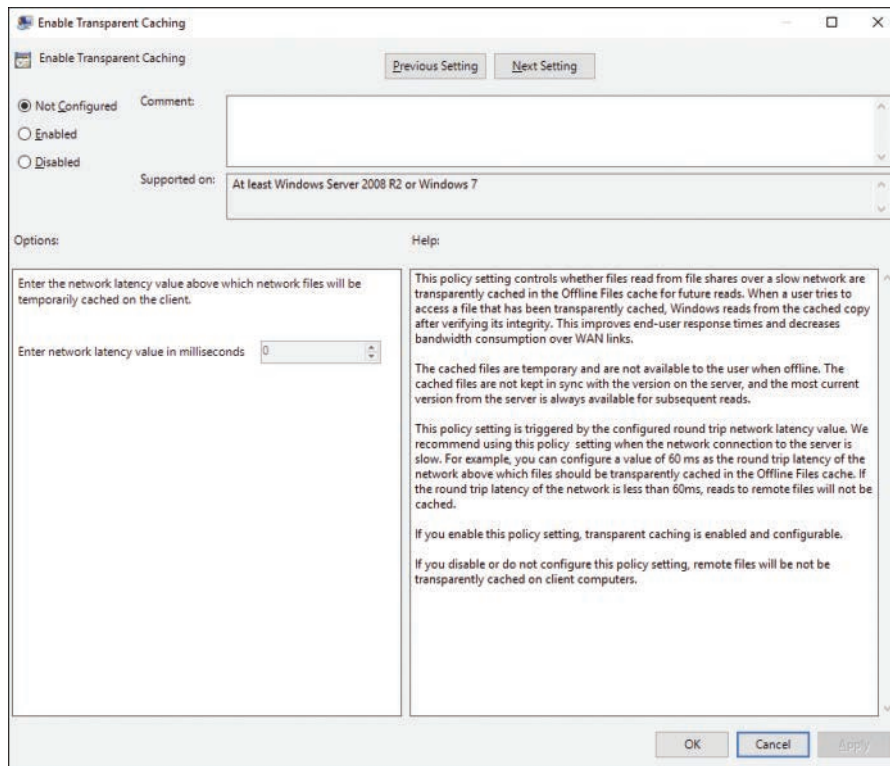 Enable Transparent Caching
Enable Transparent Caching
Previous Setting
Next Setting
Not Configured
Enabled
Disabled
Comment:
Supported on:
At least Windows Server 2008 R2 or Windows 7
Options:
Help:
Enter the network latency value above which network files will be
temporarily cached on the client.
Enter network latency value in milliseconds
0
This policy setting controls whether files read from file shares over a slow network are
transparently cached in the Offline Files cache for future reads. When a user tries to
access a file that has been transparently cached, Windows reads from the cached copy
after verifying its integrity. This improves end-user response times and decreases
bandwidth consumption over WAN links.
The cached files are temporary and are not available to the user when offline. The
cached files are not kept in sync with the version on the server, and the most current
version from the server is always available for subsequent reads.
This policy setting is triggered by the configured round trip network latency value. We
recommend using this policy setting when the network connection to the server is
slow. For example, you can configure a value of 60 ms as the round trip latency of the
network above which files should be transparently cached in the Offline Files cache. If
the round trip latency of the network is less than 60ms, reads to remote files will not be
cached.
If you enable this policy setting, transparent caching is enabled and configurable.
If you disable or do not configure this policy setting, remote files will be not be
transparently cached on client computers.
OK
Cancel
Apply